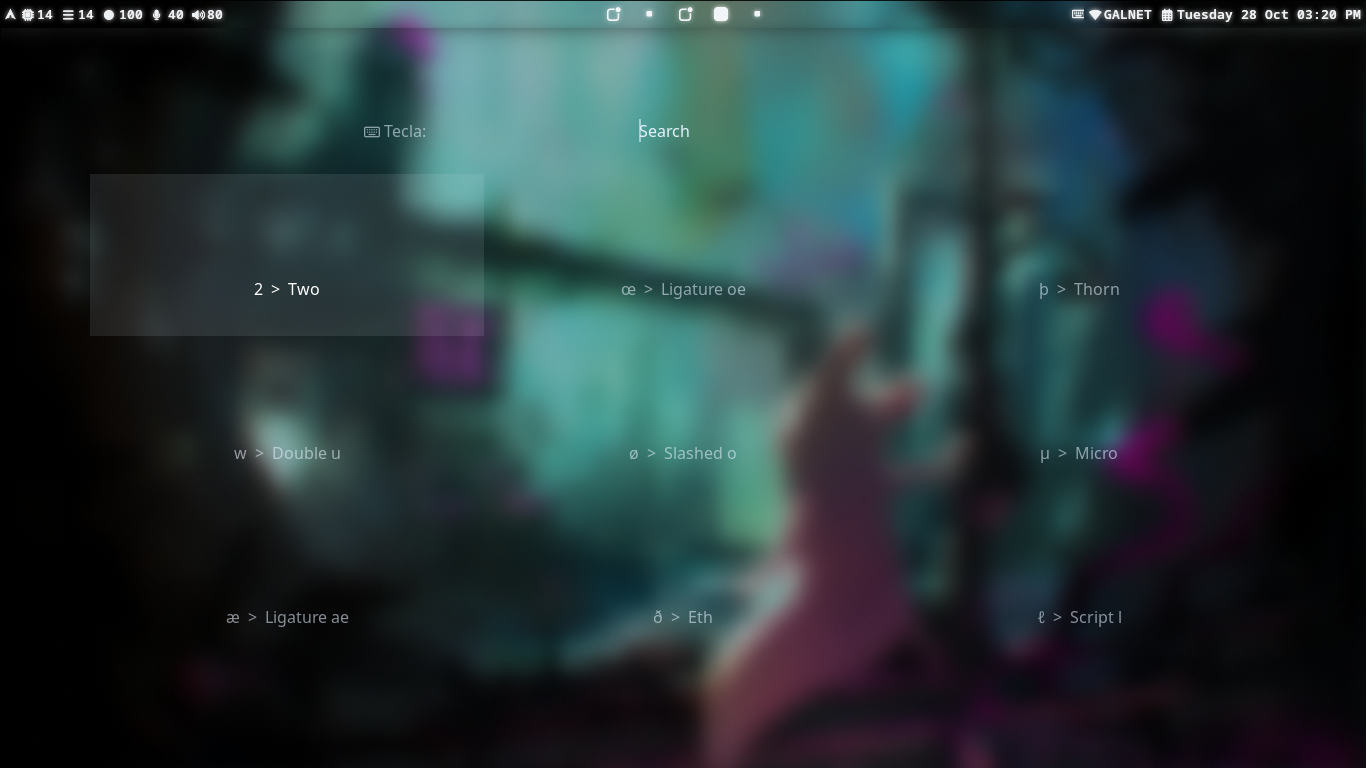 14 14 100 40 80 GALNET Tuesday 28 Oct 03:20 PM
Tecla: Search
2 > Two œ > Ligature oe þ > Thorn
w > Double u ø > Slashed o µ > Micro
æ > Ligature ae ð > Eth ℓ > Script l